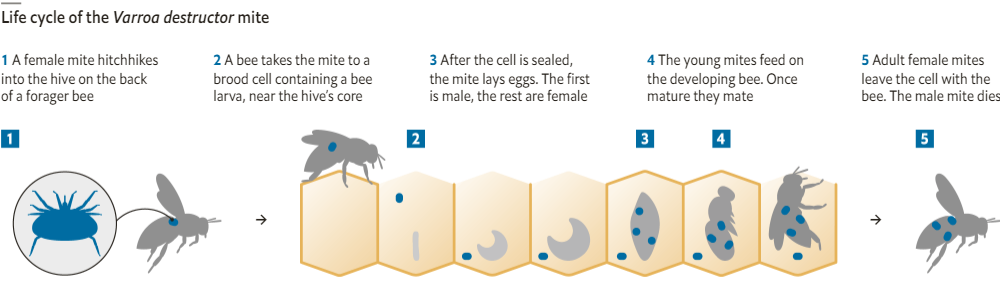 Life cycle of the Varroa destructor mite
1 A female mite hitchhikes
into the hive on the back
of a forager bee
2 A bee takes the mite to a
brood cell containing a bee
larva, near the hive's core
3 After the cell is sealed,
the mite lays eggs. The first
is male, the rest are female
4 The young mites feed on
the developing bee. Once
mature they mate
5 Adult female mites
leave the cell with the
bee. The male mite dies
1
2
3
4
5